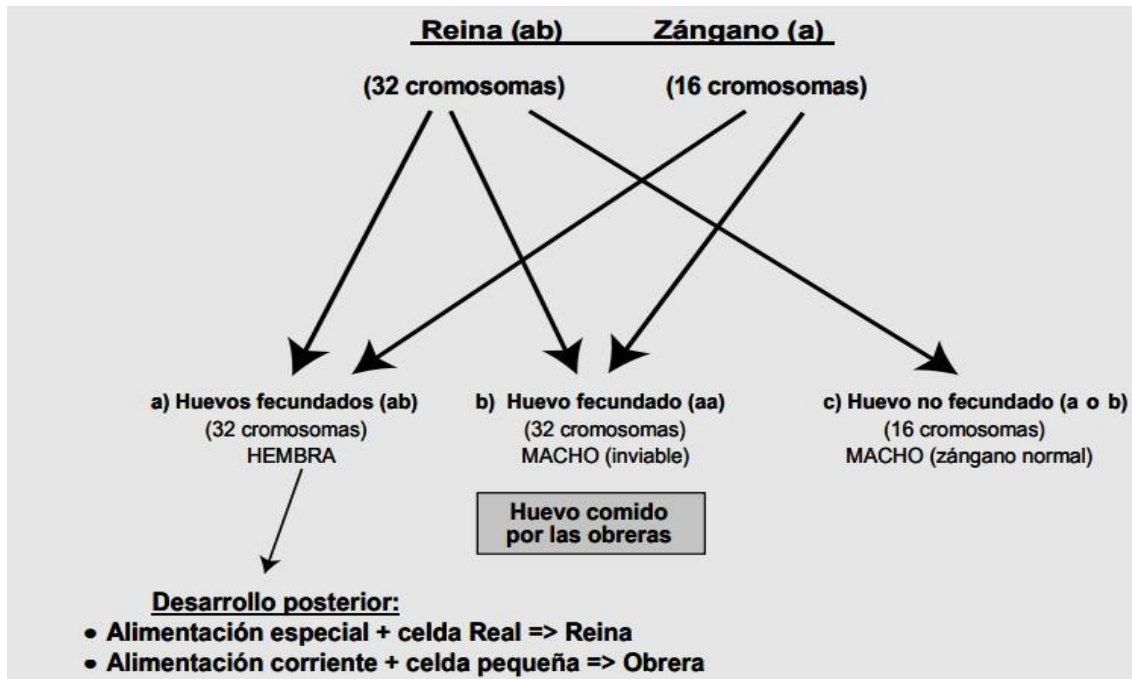 Reina (ab) Zángano (a)
(32 cromosomas) (16 cromosomas)
a) Huevos fecundados (ab)
(32 cromosomas)
HEMBRA
b) Huevo fecundado (aa)
(32 cromosomas)
MACHO (inviable)
c) Huevo no fecundado (a o b)
(16 cromosomas)
MACHO (zángano normal)
Huevo comido
por las obreras
Desarrollo posterior:
• Alimentación especial + celda Real => Reina
• Alimentación corriente + celda pequeña => Obrera